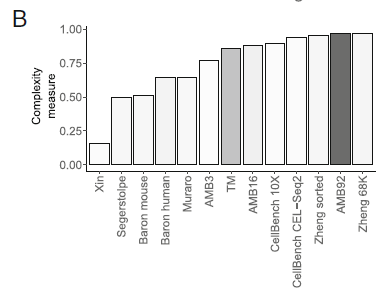 B
Complexity
measure
1.00
0.75
0.50
0.25
0.00
Xin
Segerstolpe
Baron mouse
Baron human
Muraro
AMB3
TM
AMB16
CellBench 10X
CellBench CEL−Seq2
Zheng sorted
AMB92
Zheng 68K